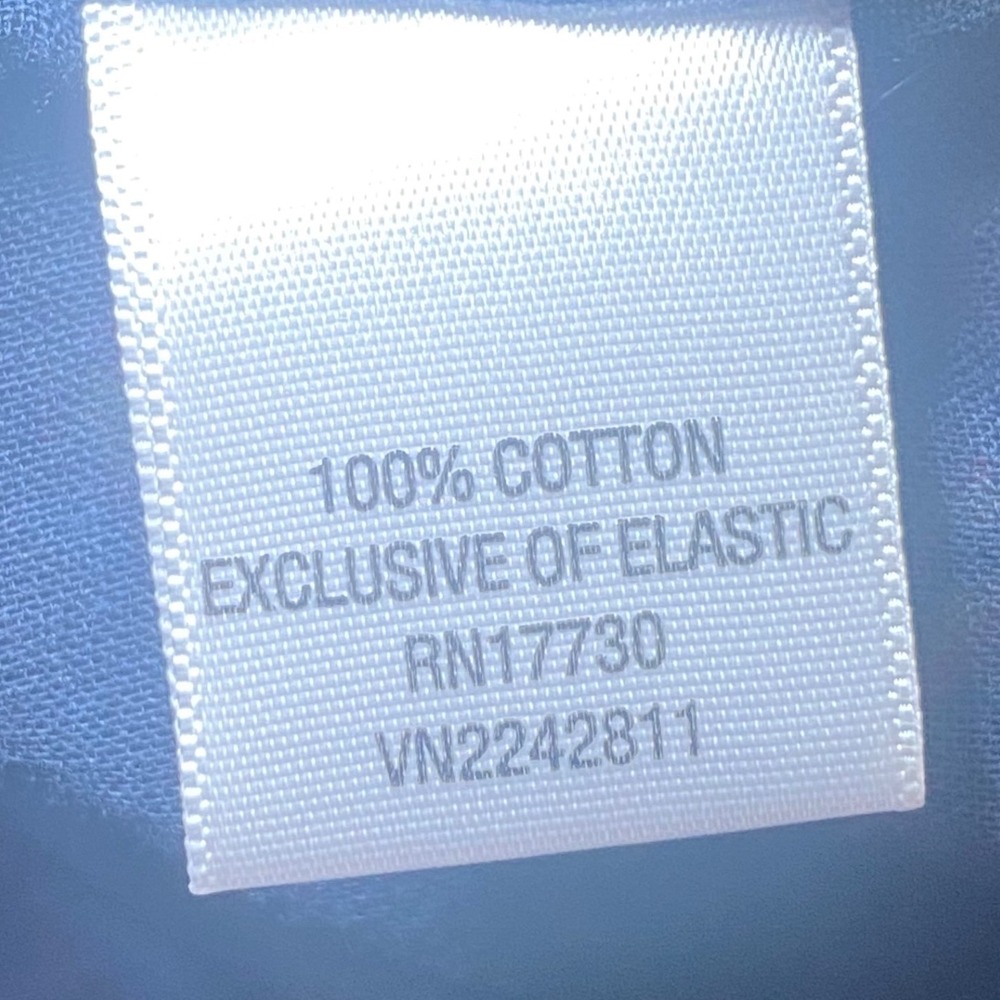 100% COTTON
EXCLUSIVE OF ELASTIC
RN17730
VN2242811